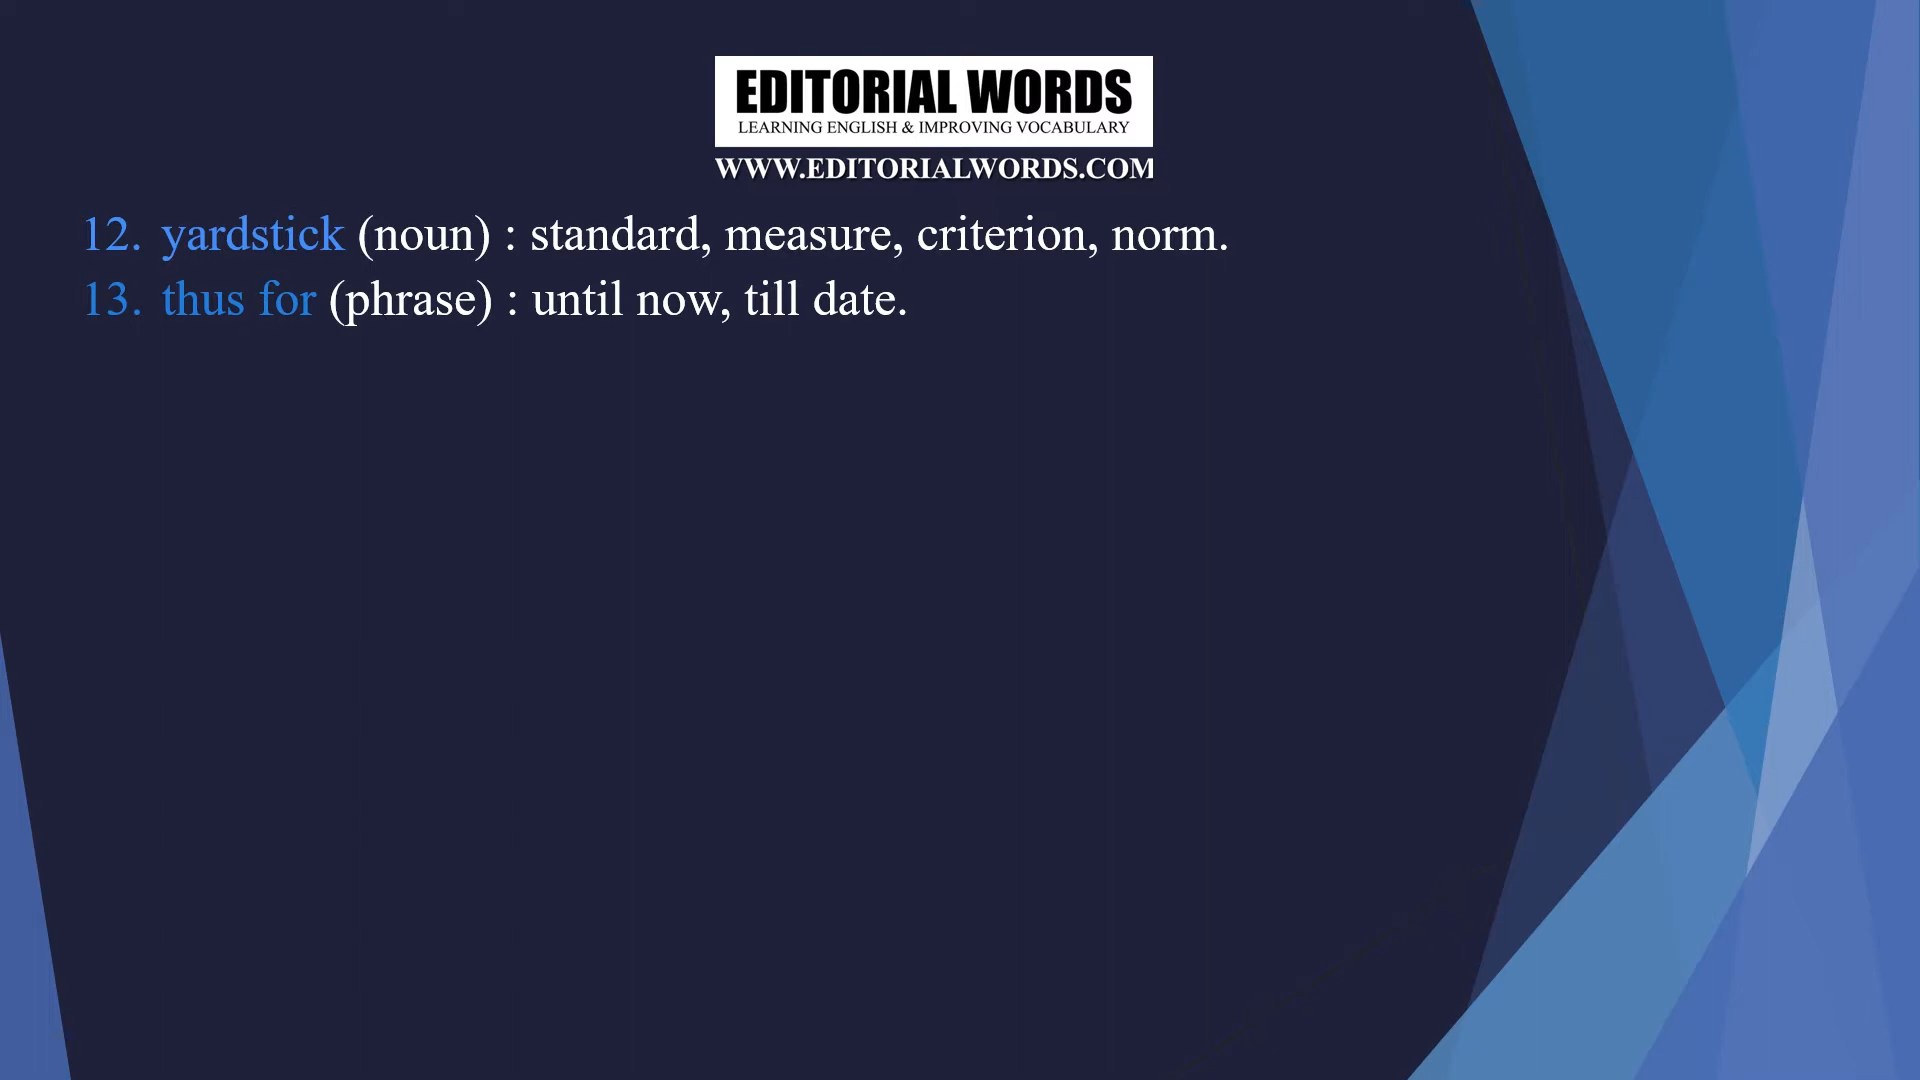 EDITORIAL WORDS
LEARNING ENGLISH & IMPROVING VOCABULARY
WWW.EDITORIALWORDS.COM
12. yardstick (noun) : standard, measure, criterion, norm.
13. thus for (phrase) : until now, till date.